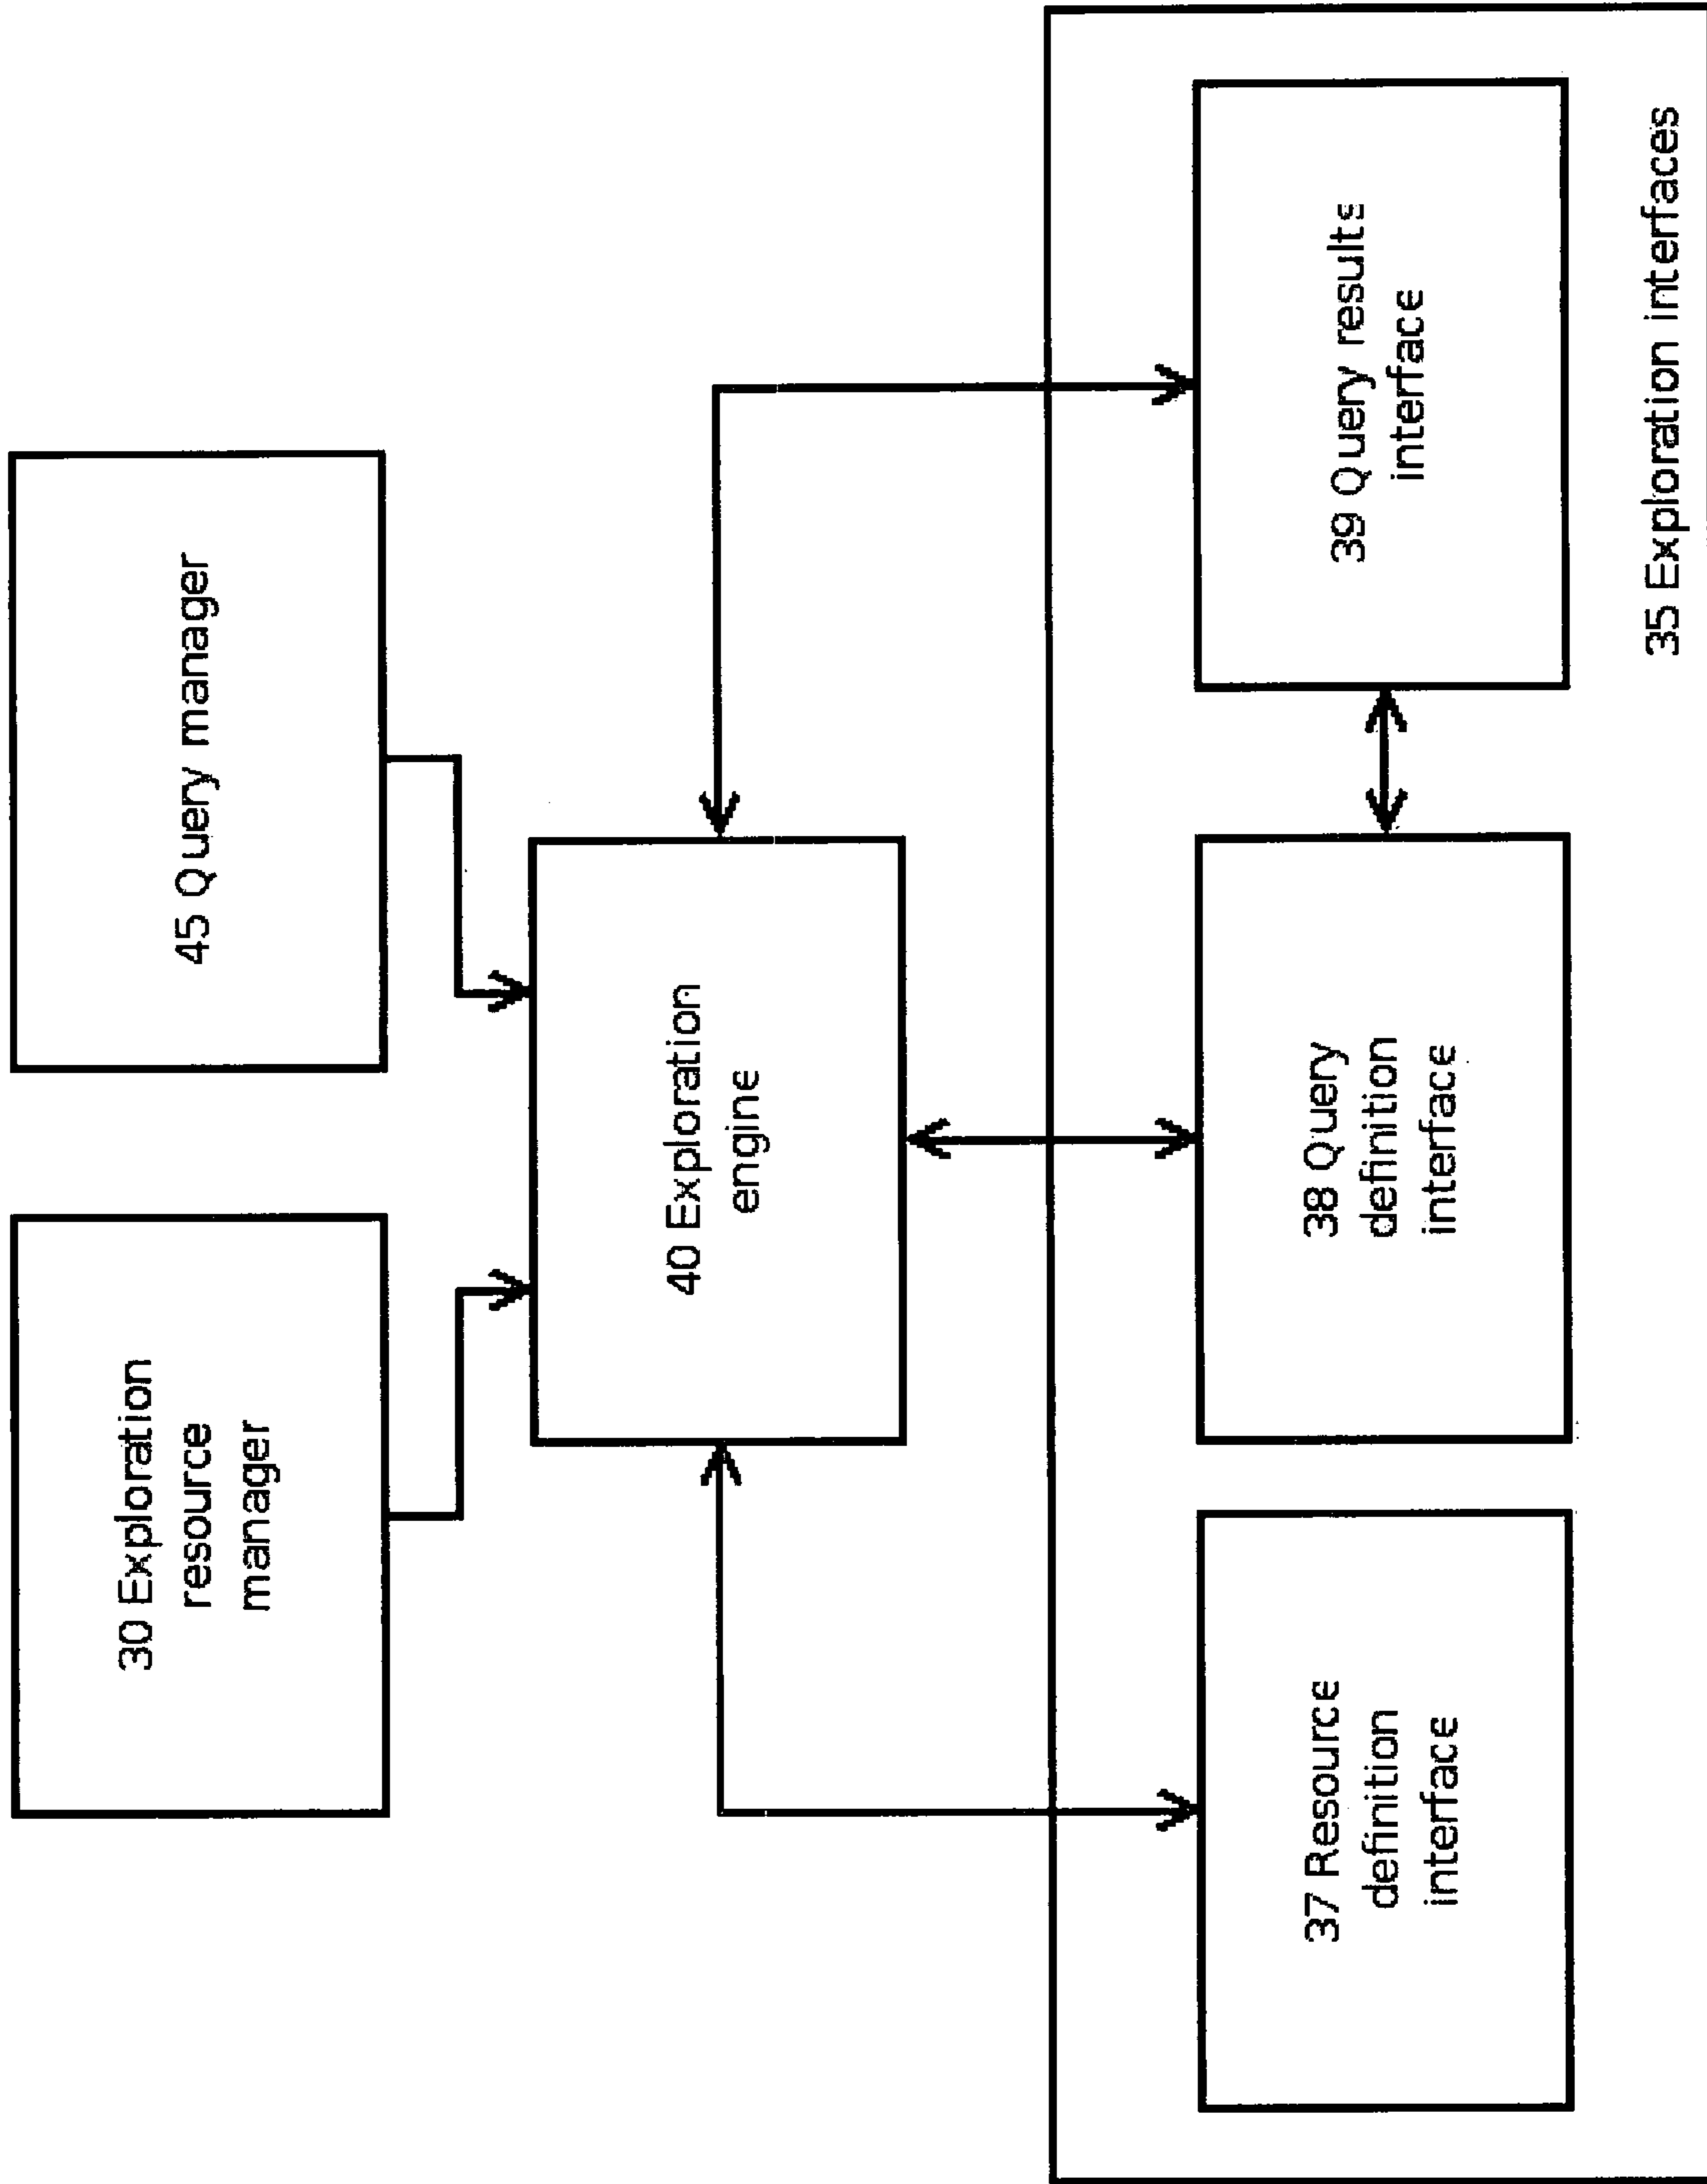 30 Exploration
resource
manager
45 Query manager
40 Exploration
engine
37 Resource
definition
interface
38 Query
definition
interface
39 Query results
interface
35 Exploration interfaces